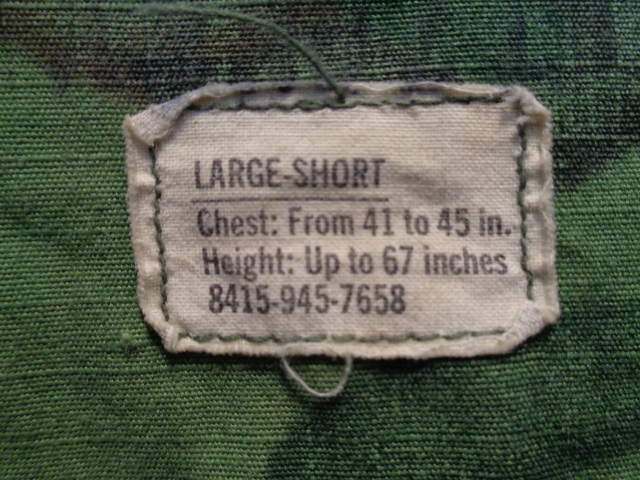 LARGE-SHORT
Chest: From 41 to 45 in.
Height: Up to 67 inches
8415-945-7658